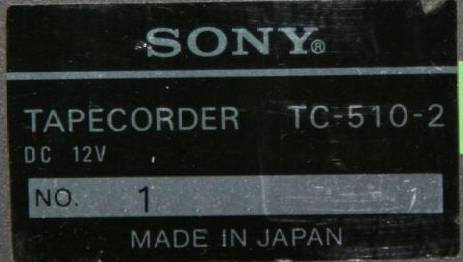 SONY®
TAPECORDER TC-510-2
DC 12V
NO. 1
MADE IN JAPAN